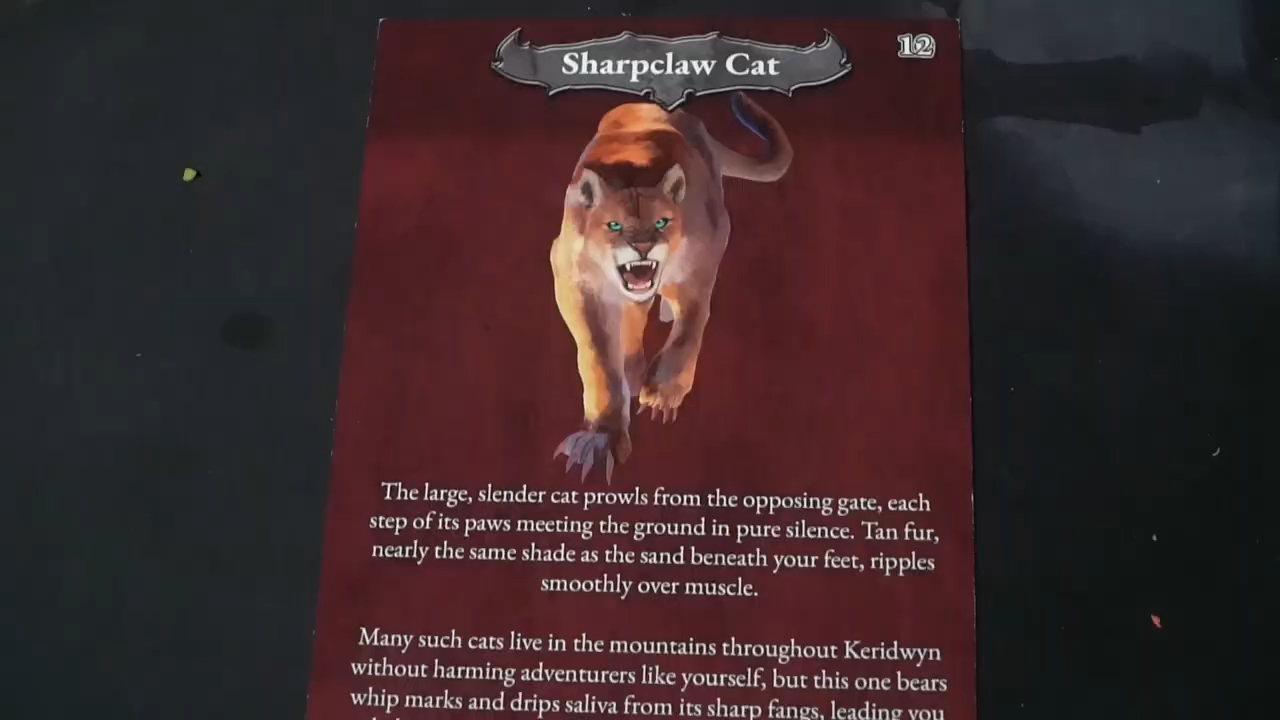 Sharpclaw Cat
12
The large, slender cat prowls from the opposing gate, each
step of its paws meeting the ground in pure silence. Tan fur,
nearly the same shade as the sand beneath your feet, ripples
smoothly over muscle.
Many such cats live in the mountains throughout Keridwyn
without harming adventurers like yourself, but this one bears
whip marks and drips saliva from its sharp fangs, leading you